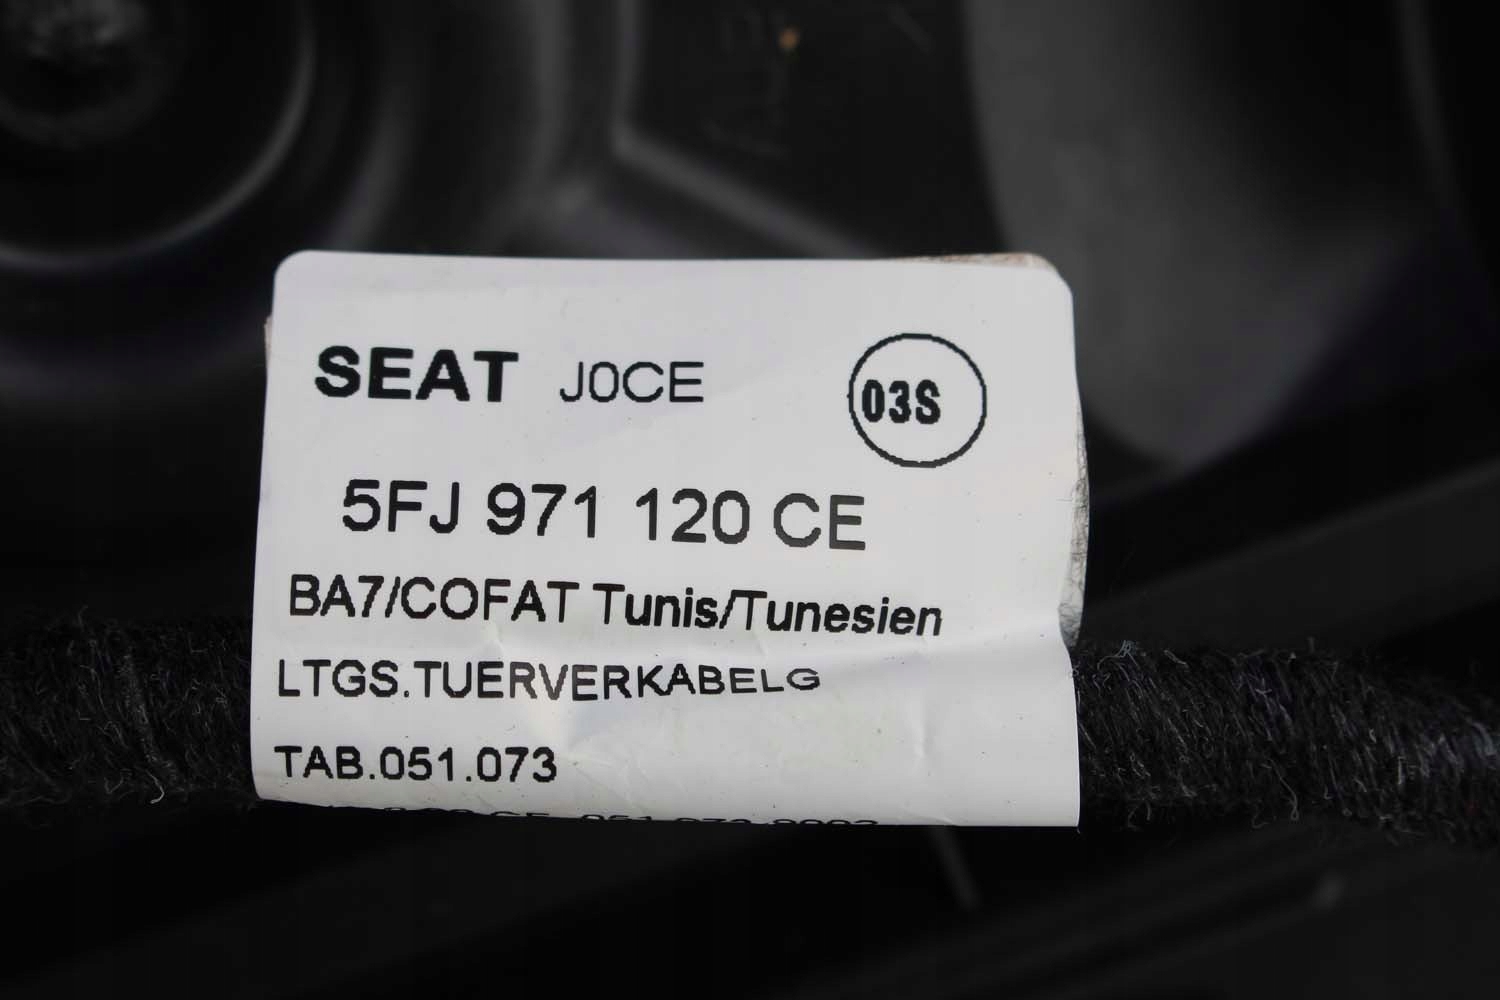 SEAT J0CE 03S
5FJ 971 120 CE
BA7/COFAT Tunis/Tunesien
LTGS.TUERVERKABELG
TAB.051.073